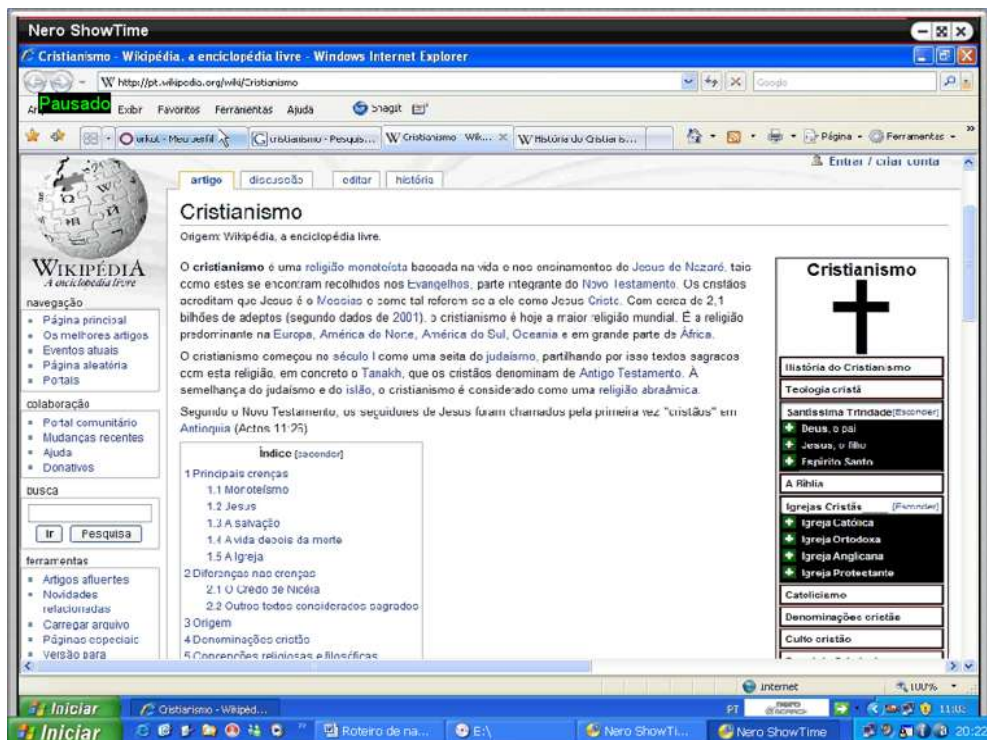 Nero ShowTime
Cristianismo - Wikipédia, a enciclopédia livre - Windows Internet Explorer
http://pt.wikipedia.org/wiki/Cristianismo
Google
Pausado
Exibir Favoritos Ferramentas Ajuda SnagIt
Orkut - Meu perfil
Cristianismo - Pesquis...
Cristianismo Wik...
História do Cristianis...
Página Ferramentas
Entrar / criar conta
artigo discussão editar história
Cristianismo
Origem: Wikipédia, a enciclopédia livre.
O cristianismo é uma religião monoteísta baseada na vida e nos ensinamentos de Jesus de Nazaré, tais
como estes se encontram recolhidos nos Evangelhos, parte integrante do Novo Testamento. Os cristãos
acreditam que Jesus é o Messias e como tal referem-se a ele como Jesus Cristo. Com cerca de 2,1
bilhões de adeptos (segundo dados de 2001), o cristianismo é hoje a maior religião mundial. É a religião
predominante na Europa, América do Norte, América do Sul, Oceania e em grande parte de África.
O cristianismo começou no século I como uma seita do judaísmo, partilhando por isso textos sagrados
com esta religião, em concreto o Tanakh, que os cristãos denominam de Antigo Testamento. À
semelhança do judaísmo e do islão, o cristianismo é considerado como uma religião abraâmica.
Segundo o Novo Testamento, os seguidores de Jesus foram chamados pela primeira vez "cristãos" em
Antioquia (Actos 11:26)
Índice [esconder]
1 Principais crenças
1.1 Monoteísmo
1.2 Jesus
1.3 A salvação
1.4 A vida depois da morte
1.5 A Igreja
2 Diferenças nas crenças
2.1 O Credo de Nicéia
2.2 Outros textos considerados sagrados
3 Origem
4 Denominações cristãs
5 Concepções religiosas e filosóficas
WIKIPÉDIA
A enciclopédia livre
navegação
Página principal
Os melhores artigos
Eventos atuais
Página aleatória
Portais
colaboração
Portal comunitário
Mudanças recentes
Ajuda
Donativos
busca
Ir Pesquisa
ferramentas
Artigos afluentes
Novidades
relacionadas
Carregar arquivo
Páginas especiais
Versão para
Cristianismo
História do Cristianismo
Teologia cristã
Santíssima Trindade [Esconder]
Deus, o pai
Jesus, o filho
Espírito Santo
A Bíblia
Igrejas Cristãs [Esconder]
Igreja Católica
Igreja Ortodoxa
Igreja Anglicana
Igreja Protestante
Catolicismo
Denominações cristãs
Culto cristão
Internet 100%
Iniciar Cristianismo - Wikipéd... PT nero 11:02
Iniciar Roteiro de na... E:\ Nero ShowTi... Nero ShowTime 20:22